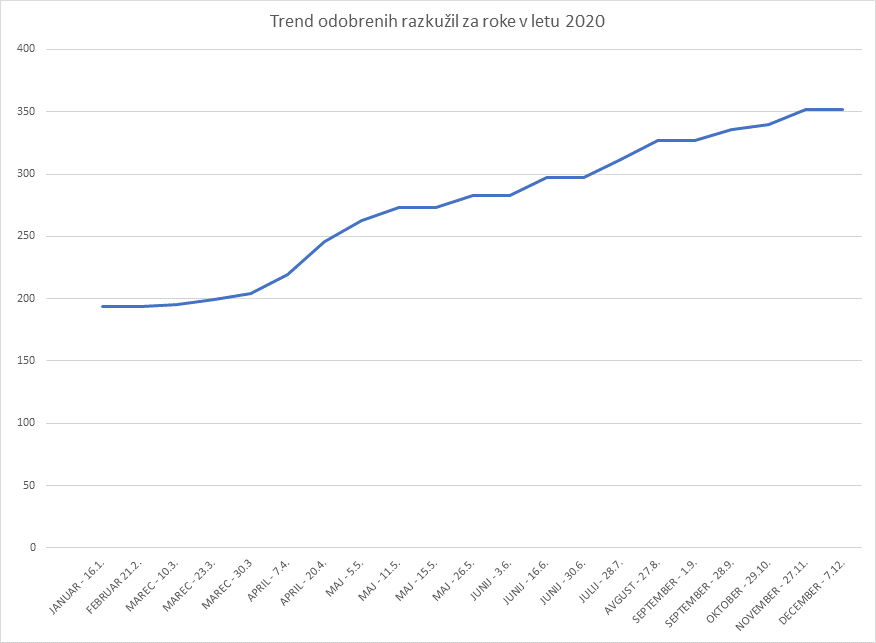 Trend odobrenih razkužil za roke v letu 2020
400
350
300
250
200
150
100
50
0
JANUAR - 16.1.
FEBRUAR 21.2.
MAREC - 10.3.
MAREC - 23.3.
MAREC - 30.3
APRIL - 7.4.
APRIL - 20.4.
MAJ - 5.5.
MAJ - 11.5.
MAJ - 15.5.
MAJ - 26.5.
JUNIJ - 3.6.
JUNIJ - 16.6.
JUNIJ - 30.6.
JULIJ - 28.7.
AVGUST - 27.8.
SEPTEMBER - 1.9.
SEPTEMBER - 28.9.
OKTOBER - 29.10.
NOVEMBER - 27.11.
DECEMBER - 7.12.